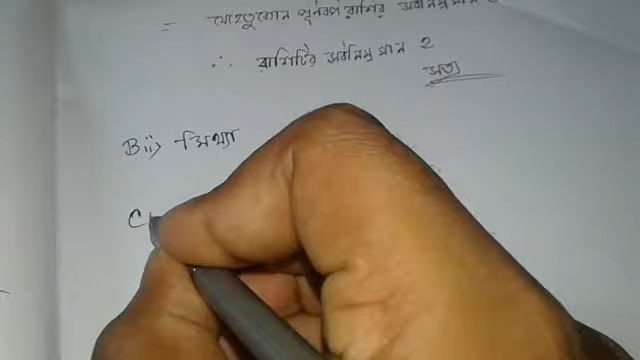 = যেহেতু কোন পূর্ণবর্গ রাশির সর্বনিম্ন মান
∴ রাশিটির সর্বনিম্ন মান 2
সত্য
Bii) মিথ্যা
C